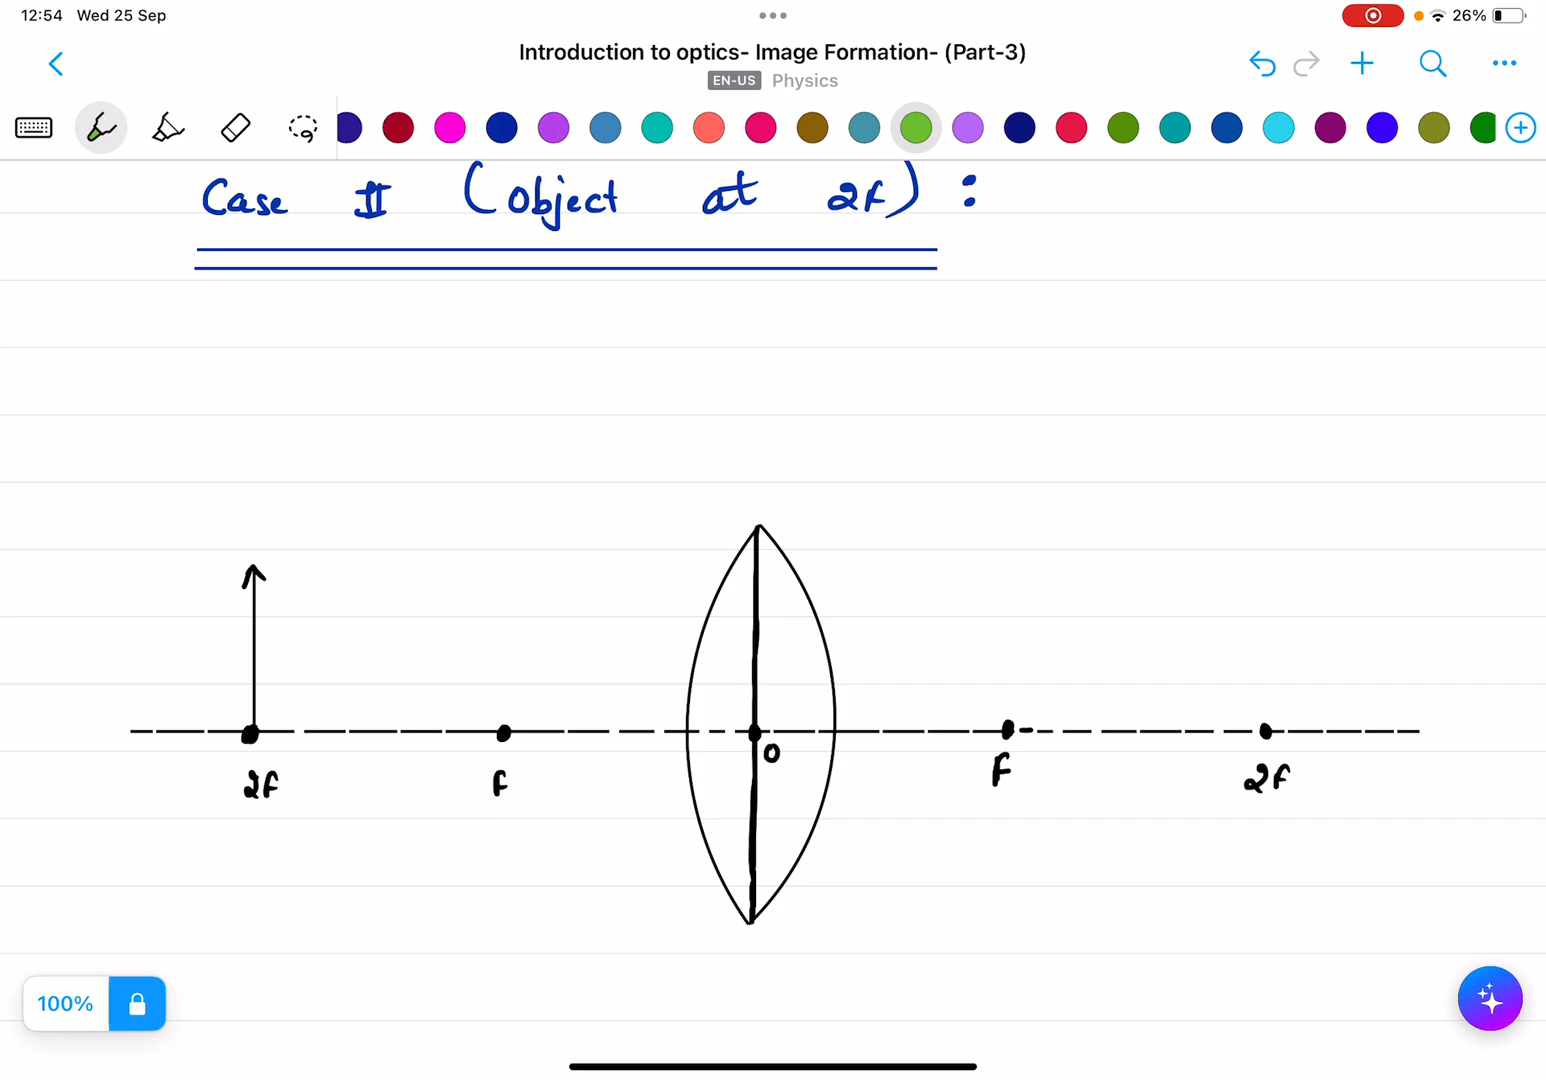 12:54 Wed 25 Sep
26%
Introduction to optics- Image Formation- (Part-3)
EN-US Physics
Case II (object at 2F) :
O
2F F F 2F
100%